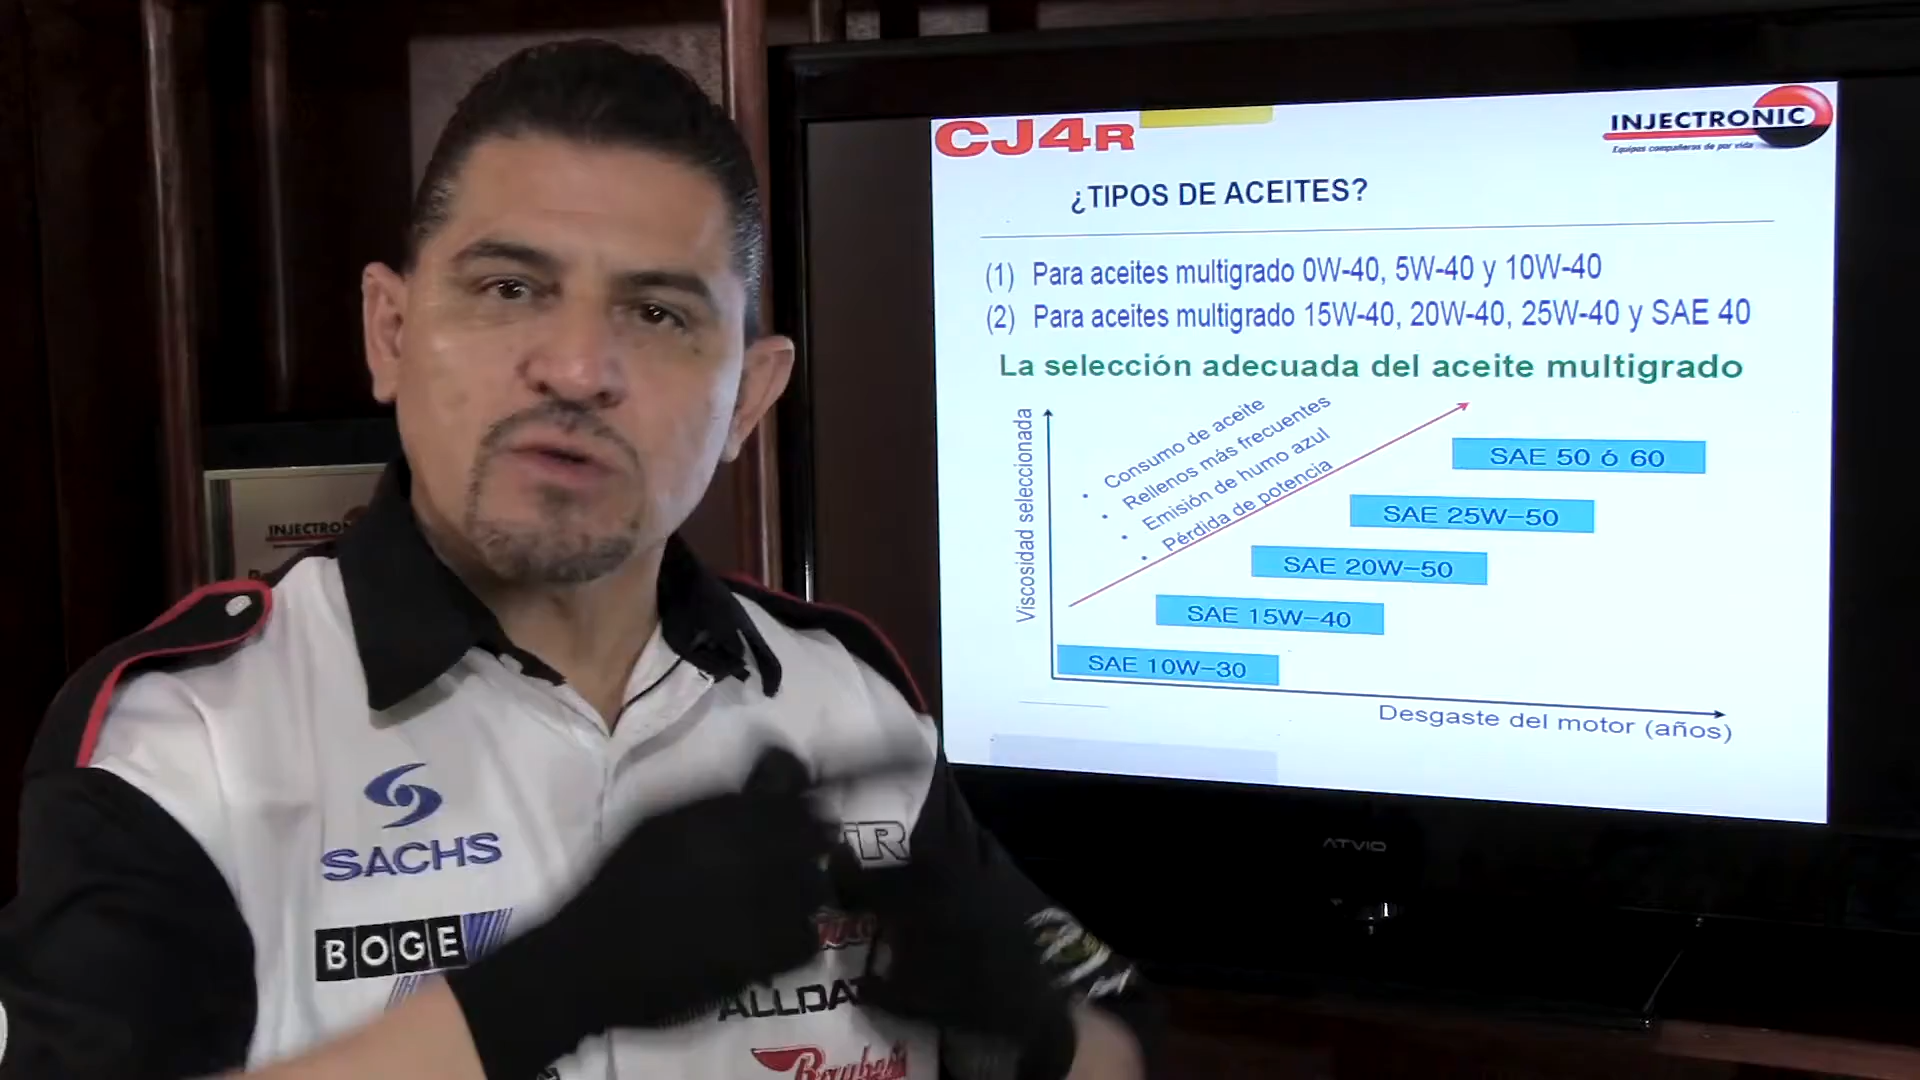 CJ4R
INJECTRONIC
Equipos compañeros de por vida
¿TIPOS DE ACEITES?
(1) Para aceites multigrado 0W-40, 5W-40 y 10W-40
(2) Para aceites multigrado 15W-40, 20W-40, 25W-40 y SAE 40
La selección adecuada del aceite multigrado
Viscosidad seleccionada
• Consumo de aceite
• Rellenos más frecuentes
• Emisión de humo azul
• Pérdida de potencia
SAE 50 ó 60
SAE 25W-50
SAE 20W-50
SAE 15W-40
SAE 10W-30
Desgaste del motor (años)
ATVIO
INJECTRON
SACHS
BOGE
ALLDAT